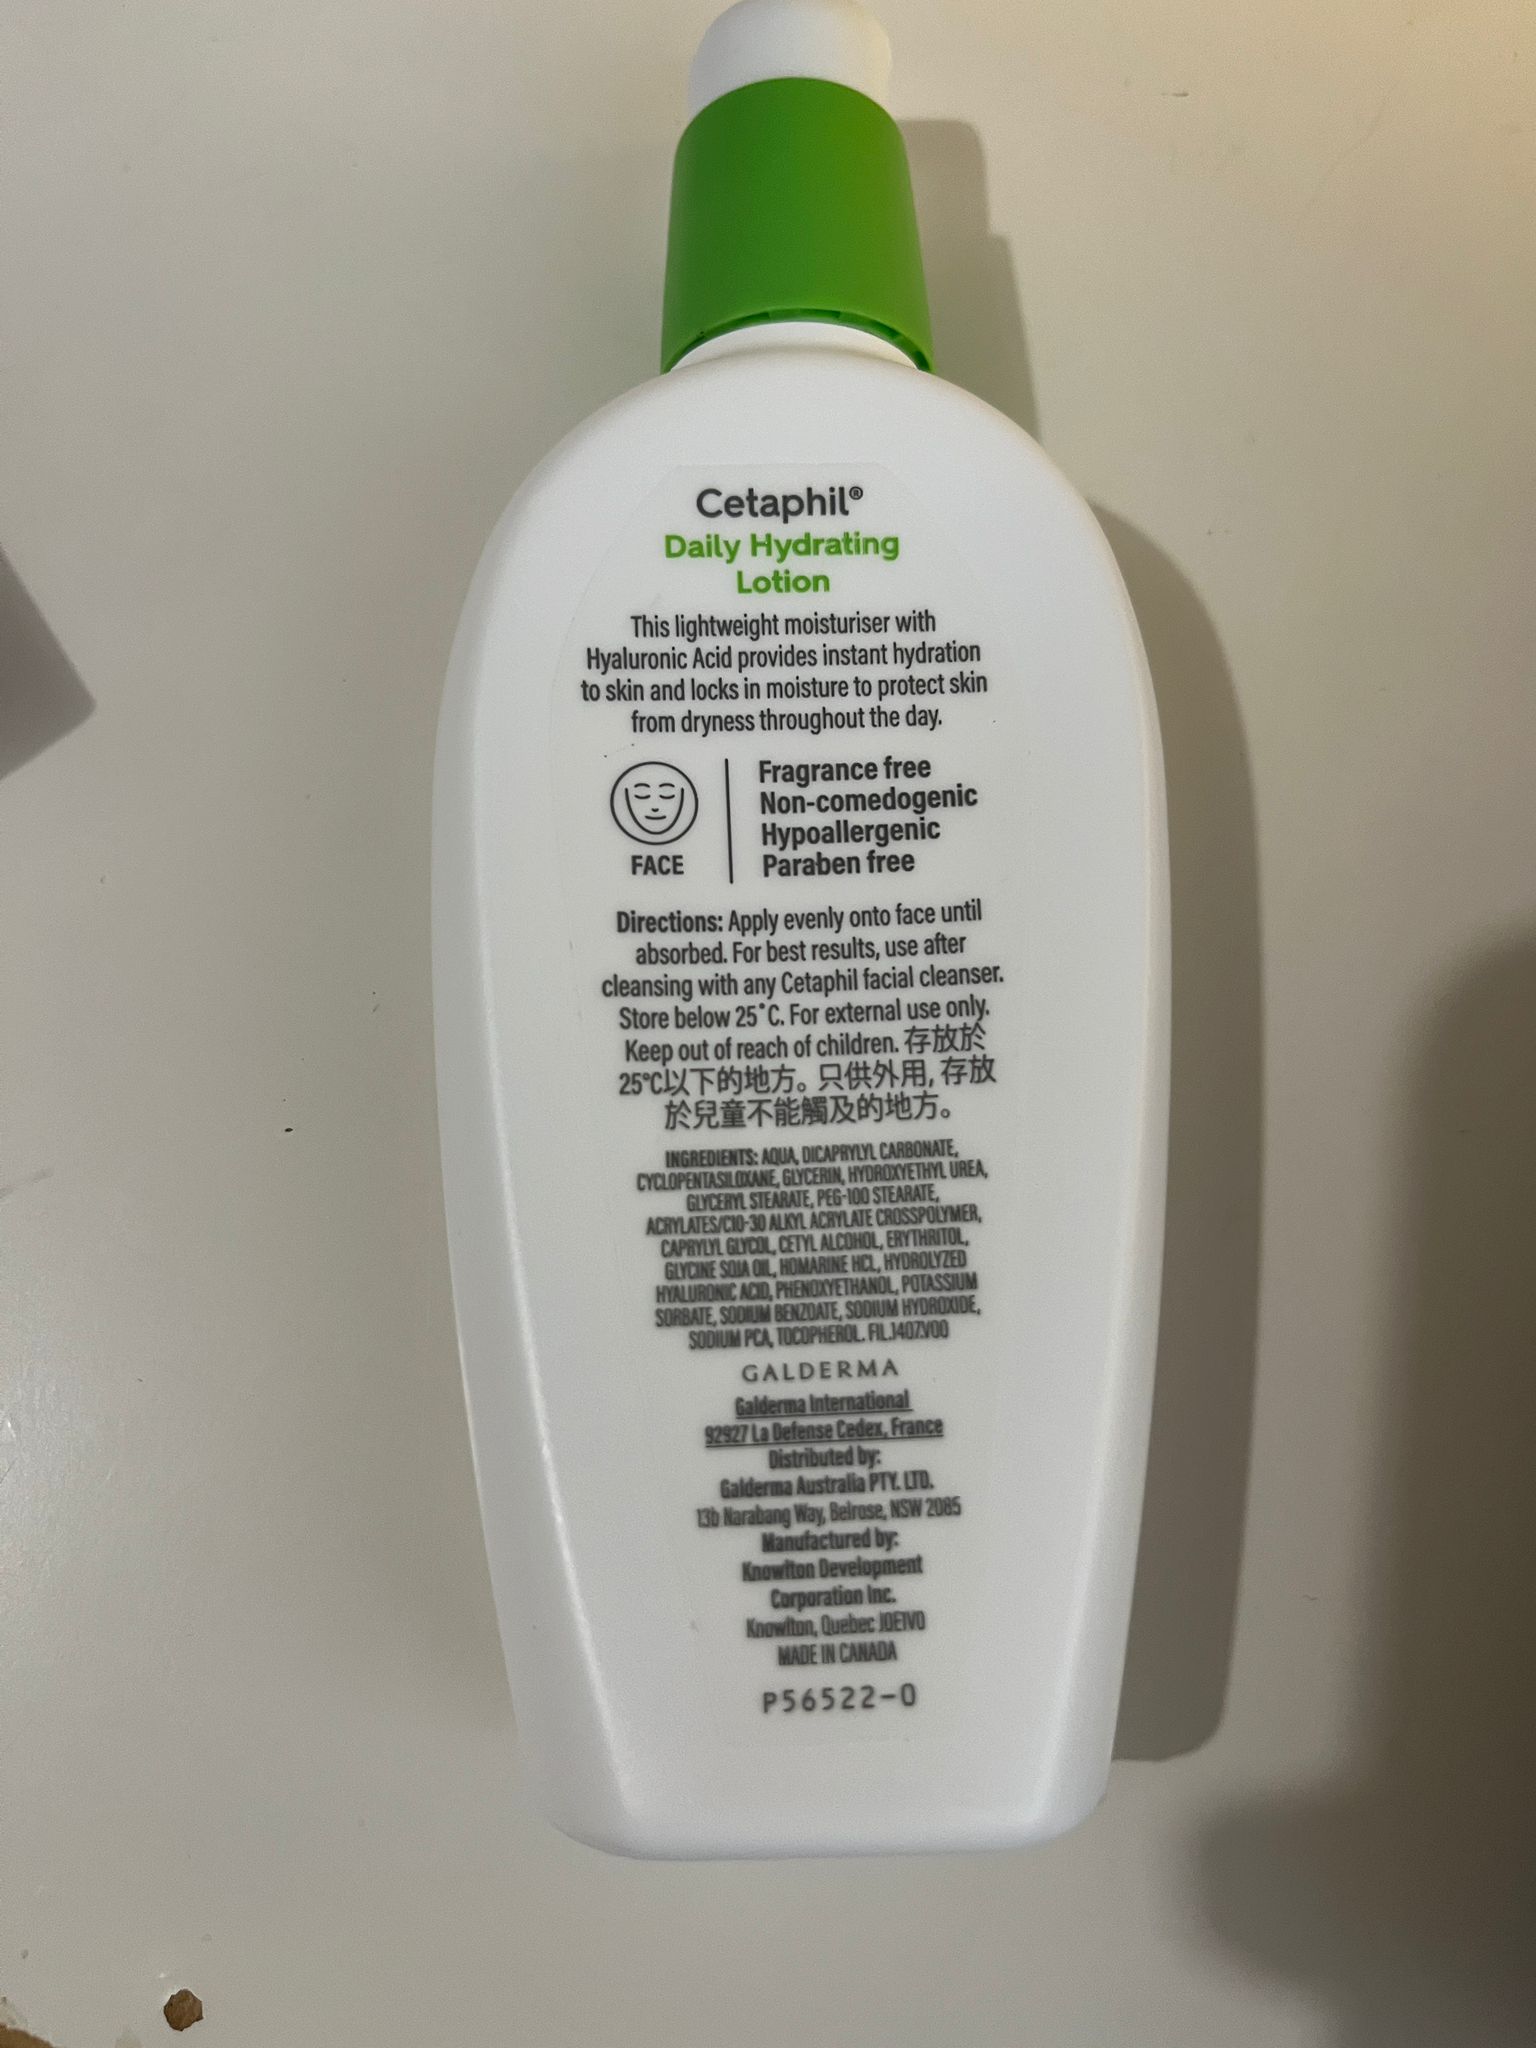 Cetaphil®
Daily Hydrating
Lotion
This lightweight moisturiser with
Hyaluronic Acid provides instant hydration
to skin and locks in moisture to protect skin
from dryness throughout the day.
FACE
Fragrance free
Non-comedogenic
Hypoallergenic
Paraben free
Directions: Apply evenly onto face until
absorbed. For best results, use after
cleansing with any Cetaphil facial cleanser.
Store below 25°C. For external use only.
Keep out of reach of children. 存放於
25°C以下的地方。只供外用, 存放
於兒童不能觸及的地方。
INGREDIENTS: AQUA, DICAPRYLYL CARBONATE,
CYCLOPENTASILOXANE, GLYCERIN, HYDROXYETHYL UREA,
GLYCERYL STEARATE, PEG-100 STEARATE,
ACRYLATES/C10-30 ALKYL ACRYLATE CROSSPOLYMER,
CAPRYLYL GLYCOL, CETYL ALCOHOL, ERYTHRITOL,
GLYCINE SOJA OIL, HOMARINE HCL, HYDROLYZED
HYALURONIC ACID, PHENOXYETHANOL, POTASSIUM
SORBATE, SODIUM BENZOATE, SODIUM HYDROXIDE,
SODIUM PCA, TOCOPHEROL. FIL.1407.V00
GALDERMA
Galderma International
92927 La Defense Cedex, France
Distributed by:
Galderma Australia PTY. LTD.
13b Narabang Way, Belrose, NSW 2085
Manufactured by:
Knowlton Development
Corporation Inc.
Knowlton, Quebec J0E1V0
MADE IN CANADA
P56522-0